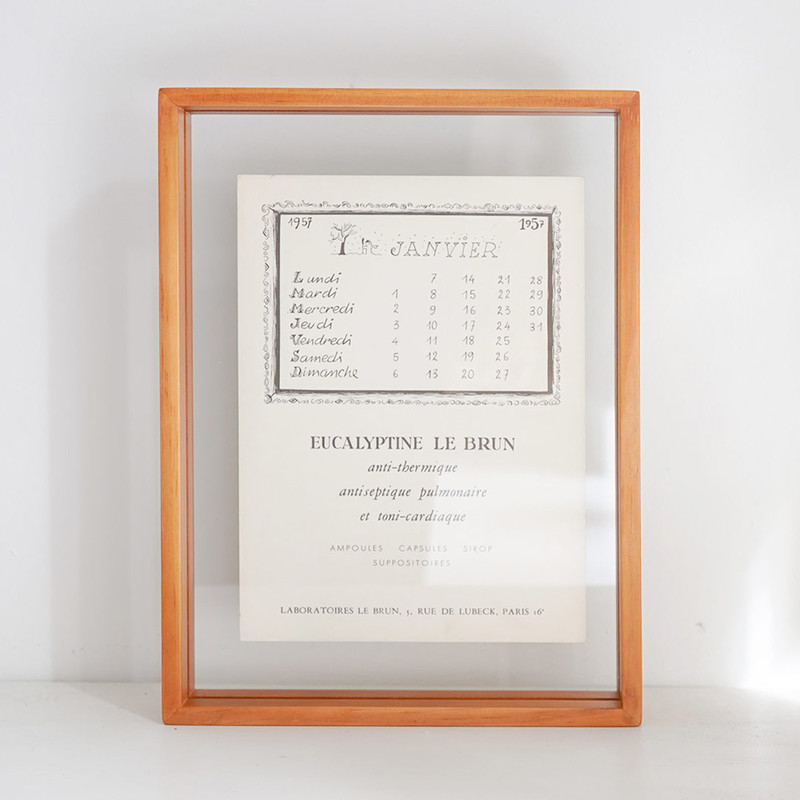 1957 1957
JANVIER
Lundi 7 14 21 28
Mardi 1 8 15 22 29
Mercredi 2 9 16 23 30
Jeudi 3 10 17 24 31
Vendredi 4 11 18 25
Samedi 5 12 19 26
Dimanche 6 13 20 27
EUCALYPTINE LE BRUN
anti-thermique
antiseptique pulmonaire
et toni-cardiaque
AMPOULES CAPSULES SIROP
SUPPOSITOIRES
LABORATOIRES LE BRUN, 5, RUE DE LUBECK, PARIS 16e